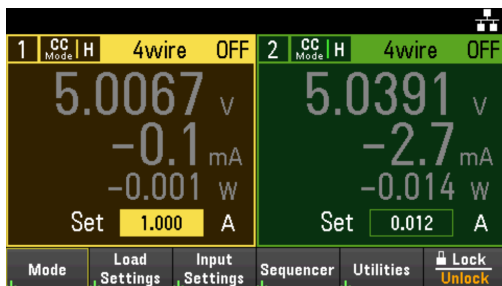 1 CC Mode H 4wire OFF
5.0067 V
-0.1 mA
-0.001 W
Set 1.000 A
2 CC Mode H 4wire OFF
5.0391 V
-2.7 mA
-0.014 W
Set 0.012 A
Mode
Load Settings
Input Settings
Sequencer
Utilities
Lock
Unlock